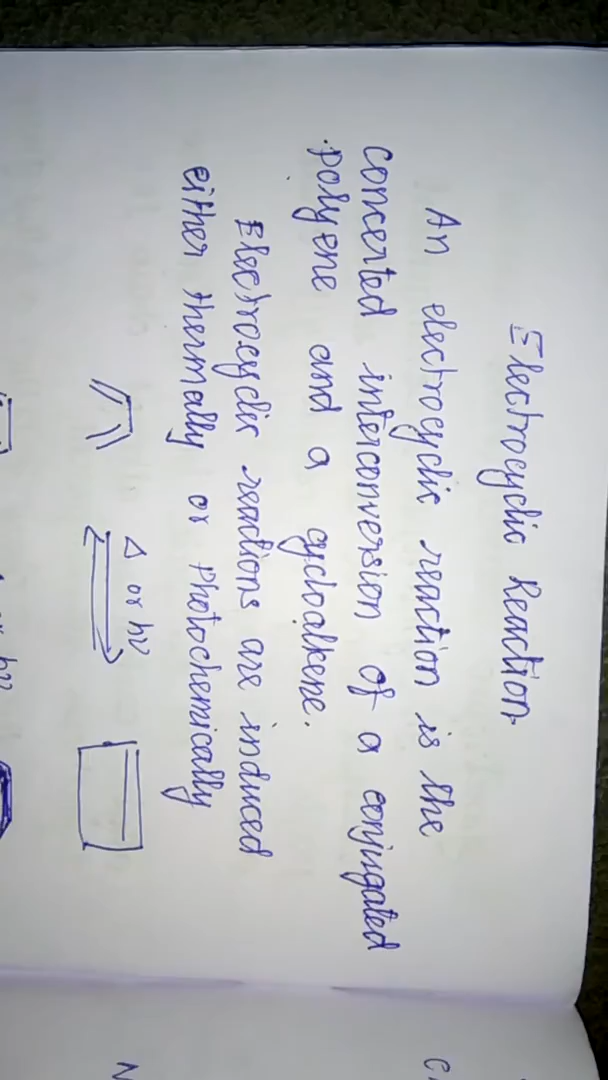 Electrocyclic Reaction
An electrocyclic reaction is the
concerted interconversion of a conjugated
polyene and a cycloalkene.
Electrocyclic reactions are induced
either thermally or Photochemically
Δ or hν